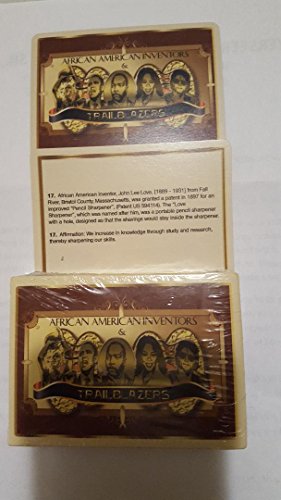 AFRICAN AMERICAN INVENTORS
&
TRAILBLAZERS
17. African American Inventor, John Lee Love, [1889 - 1931] from Fall
River, Bristol County, Massachusetts, was granted a patent in 1897 for an
improved "Pencil Sharpener", [Patent US 594114]. The "Love
Sharpener", which was named after him, was a portable pencil sharpener
with a hole, designed so that the shavings would stay inside the sharpener.
17. Affirmation: We increase in knowledge through study and research,
thereby sharpening our skills.
AFRICAN AMERICAN INVENTORS
&
TRAILBLAZERS